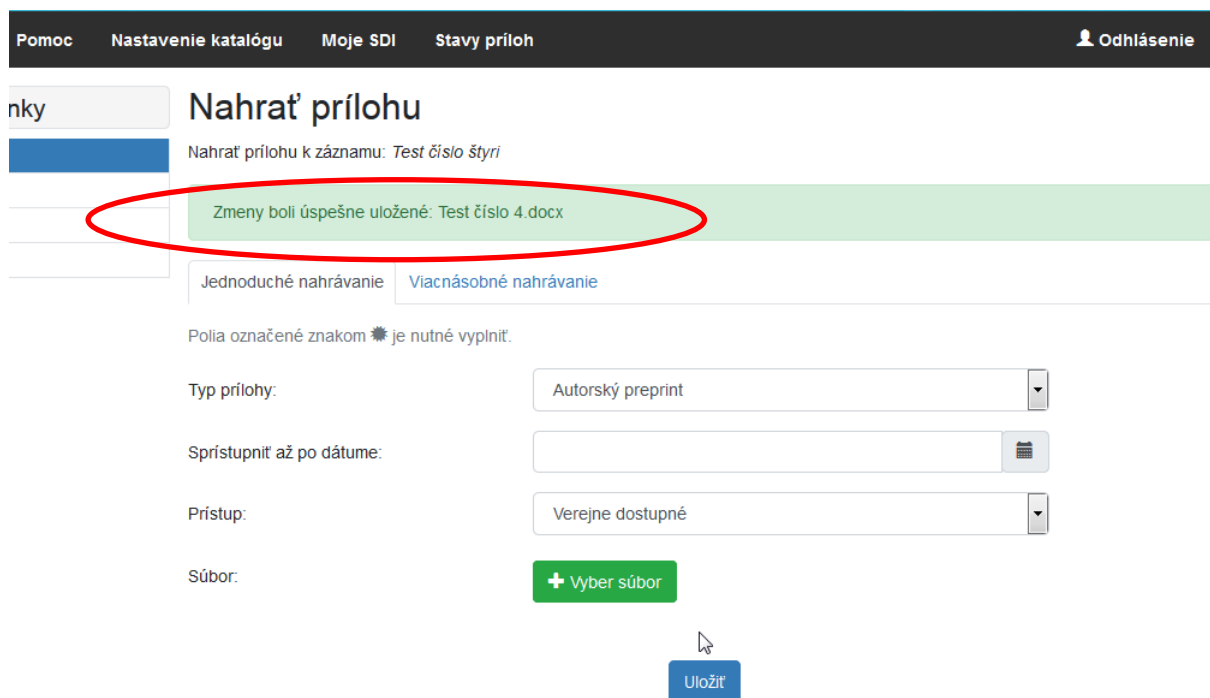 Pomoc Nastavenie katalógu Moje SDI Stavy príloh Odhlásenie
nky
Nahrať prílohu
Nahrať prílohu k záznamu: Test číslo štyri
Zmeny boli úspešne uložené: Test číslo 4.docx
Jednoduché nahrávanie Viacnásobné nahrávanie
Polia označené znakom ✹ je nutné vyplniť.
Typ prílohy: Autorský preprint
Sprístupniť až po dátume:
Prístup: Verejne dostupné
Súbor: Vyber súbor
Uložiť